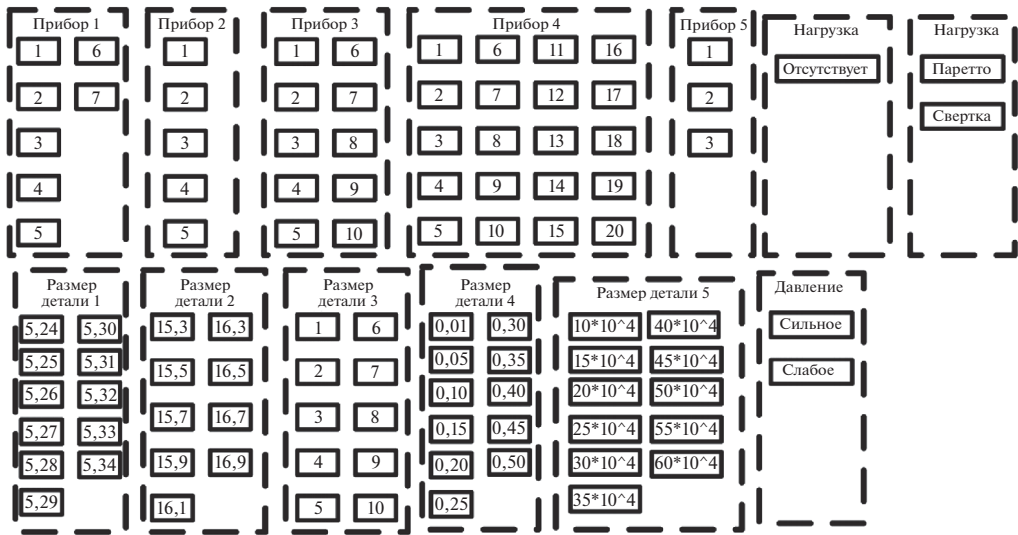 Прибор 1
1 6
2 7
3
4
5
Прибор 2
1
2
3
4
5
Прибор 3
1 6
2 7
3 8
4 9
5 10
Прибор 4
1 6 11 16
2 7 12 17
3 8 13 18
4 9 14 19
5 10 15 20
Прибор 5
1
2
3
Нагрузка
Отсутствует
Нагрузка
Паретто
Свертка
Размер
детали 1
5,24 5,30
5,25 5,31
5,26 5,32
5,27 5,33
5,28 5,34
5,29
Размер
детали 2
15,3 16,3
15,5 16,5
15,7 16,7
15,9 16,9
16,1
Размер
детали 3
1 6
2 7
3 8
4 9
5 10
Размер
детали 4
0,01 0,30
0,05 0,35
0,10 0,40
0,15 0,45
0,20 0,50
0,25
Размер детали 5
10*10^4 40*10^4
15*10^4 45*10^4
20*10^4 50*10^4
25*10^4 55*10^4
30*10^4 60*10^4
35*10^4
Давление
Сильное
Слабое